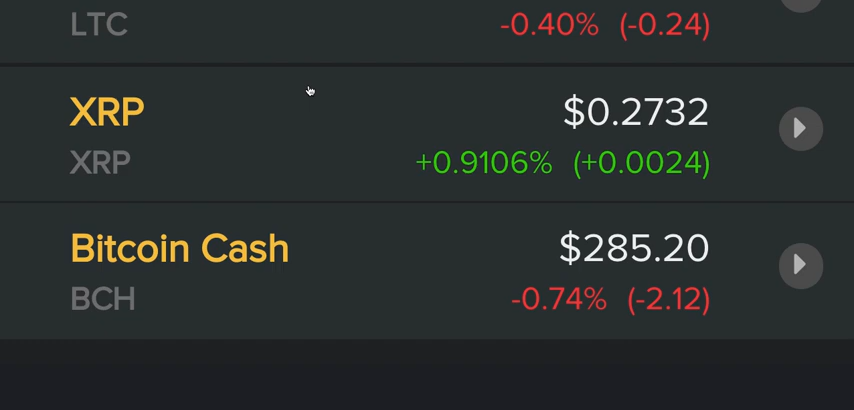 LTC -0.40% (-0.24)
XRP $0.2732
XRP +0.9106% (+0.0024)
Bitcoin Cash $285.20
BCH -0.74% (-2.12)